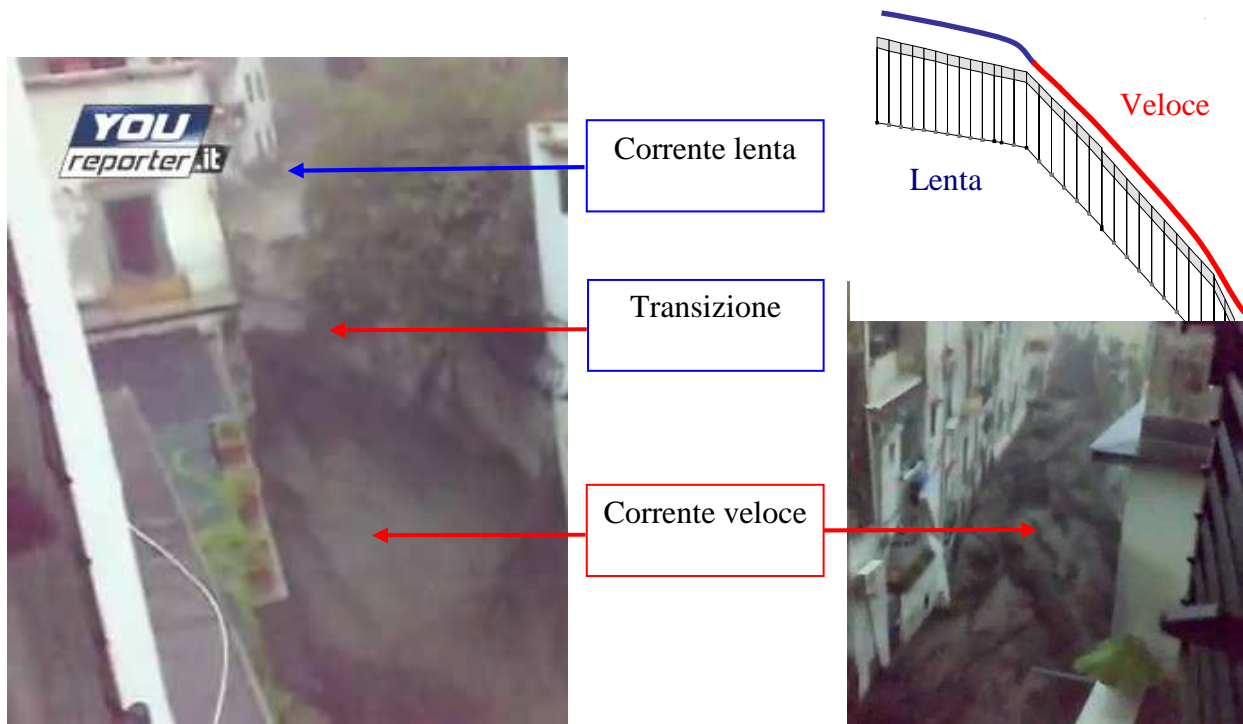 YOU
reporter.it
Corrente lenta
Transizione
Corrente veloce
Veloce
Lenta